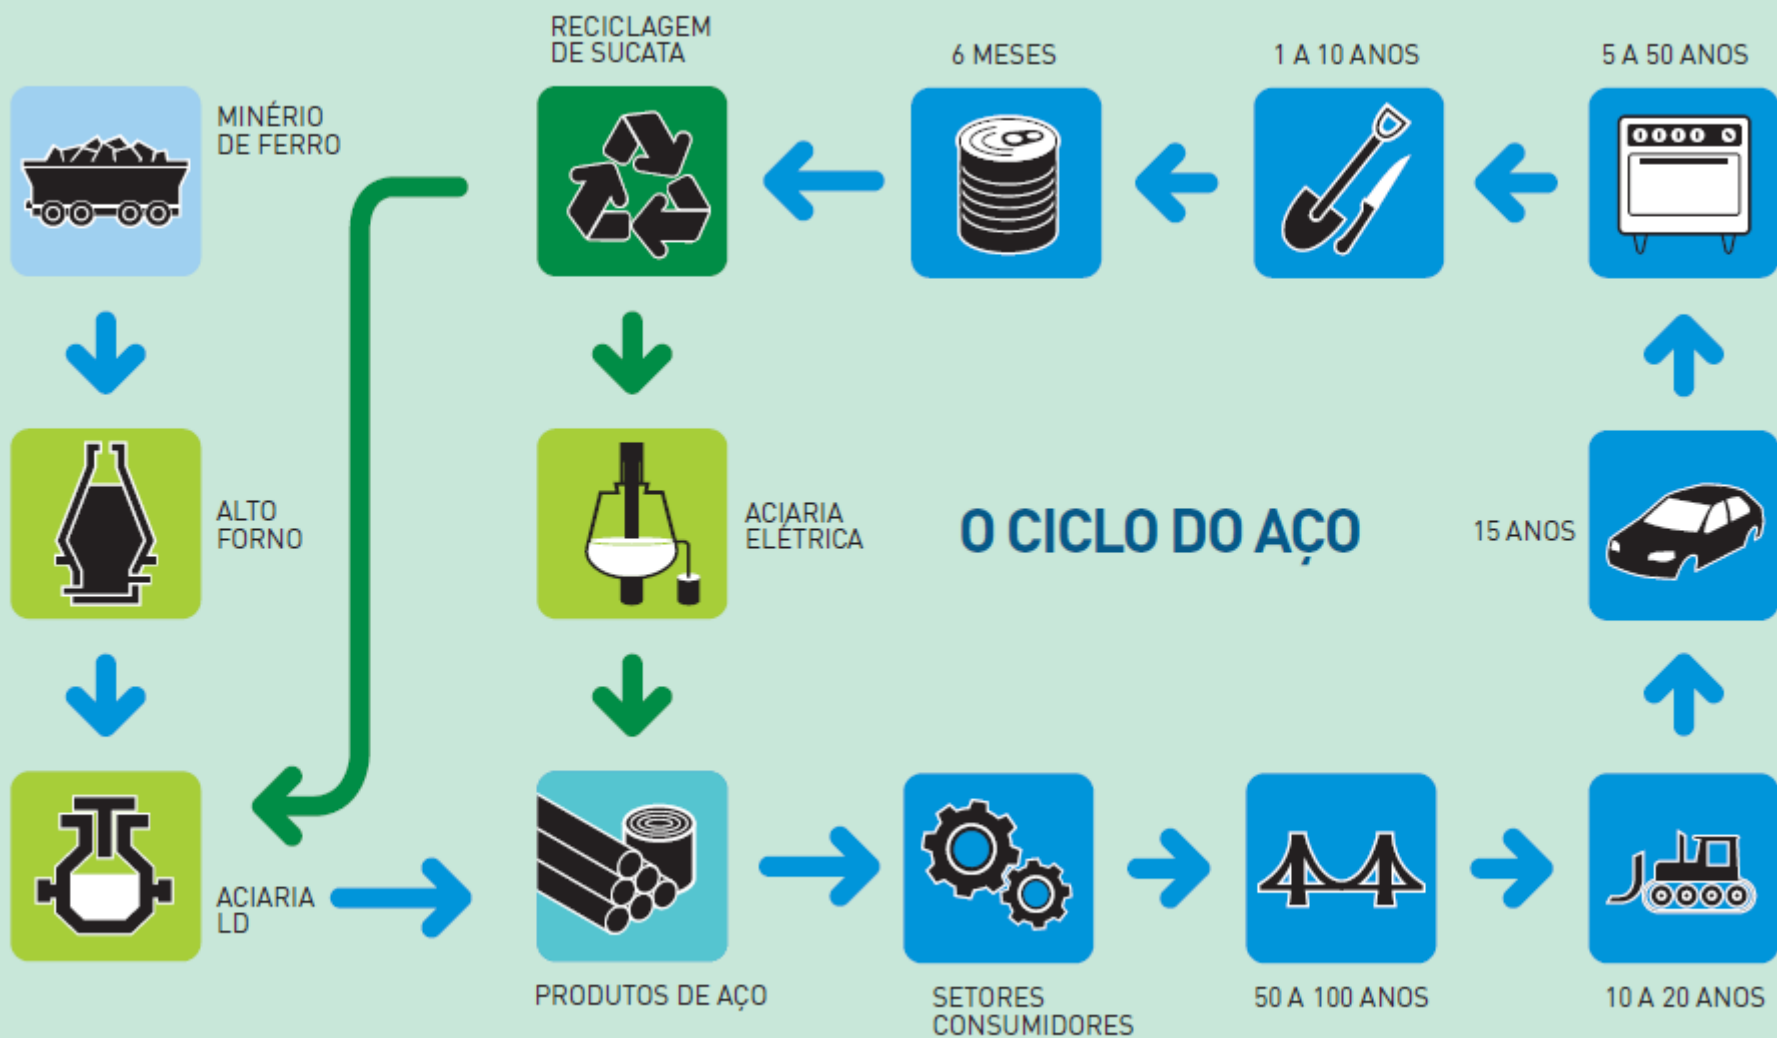 RECICLAGEM
DE SUCATA
6 MESES
1 A 10 ANOS
5 A 50 ANOS
MINÉRIO
DE FERRO
ALTO
FORNO
ACIARIA
ELÉTRICA
O CICLO DO AÇO
15 ANOS
ACIARIA
LD
PRODUTOS DE AÇO
SETORES
CONSUMIDORES
50 A 100 ANOS
10 A 20 ANOS